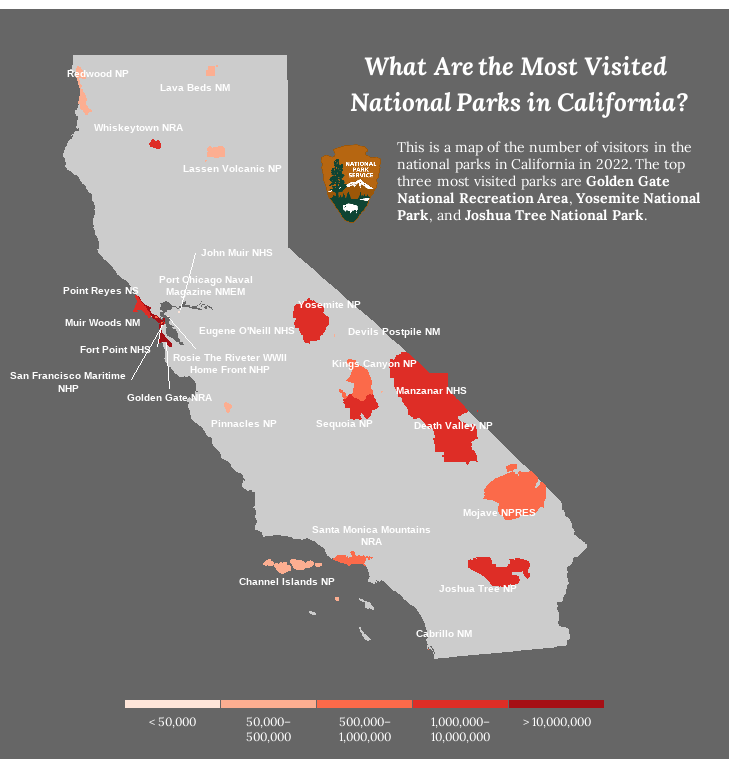 What Are the Most Visited
National Parks in California?
This is a map of the number of visitors in the
national parks in California in 2022. The top
three most visited parks are Golden Gate
National Recreation Area, Yosemite National
Park, and Joshua Tree National Park.
NATIONAL
PARK
SERVICE
Redwood NP
Lava Beds NM
Whiskeytown NRA
Lassen Volcanic NP
John Muir NHS
Port Chicago Naval
Magazine NMEM
Point Reyes NS
Yosemite NP
Muir Woods NM
Eugene O'Neill NHS
Devils Postpile NM
Fort Point NHS
Rosie The Riveter WWII
Home Front NHP
Kings Canyon NP
San Francisco Maritime
NHP
Manzanar NHS
Golden Gate NRA
Pinnacles NP
Sequoia NP
Death Valley NP
Mojave NPRES
Santa Monica Mountains
NRA
Channel Islands NP
Joshua Tree NP
Cabrillo NM
< 50,000
50,000–
500,000
500,000–
1,000,000
1,000,000–
10,000,000
> 10,000,000